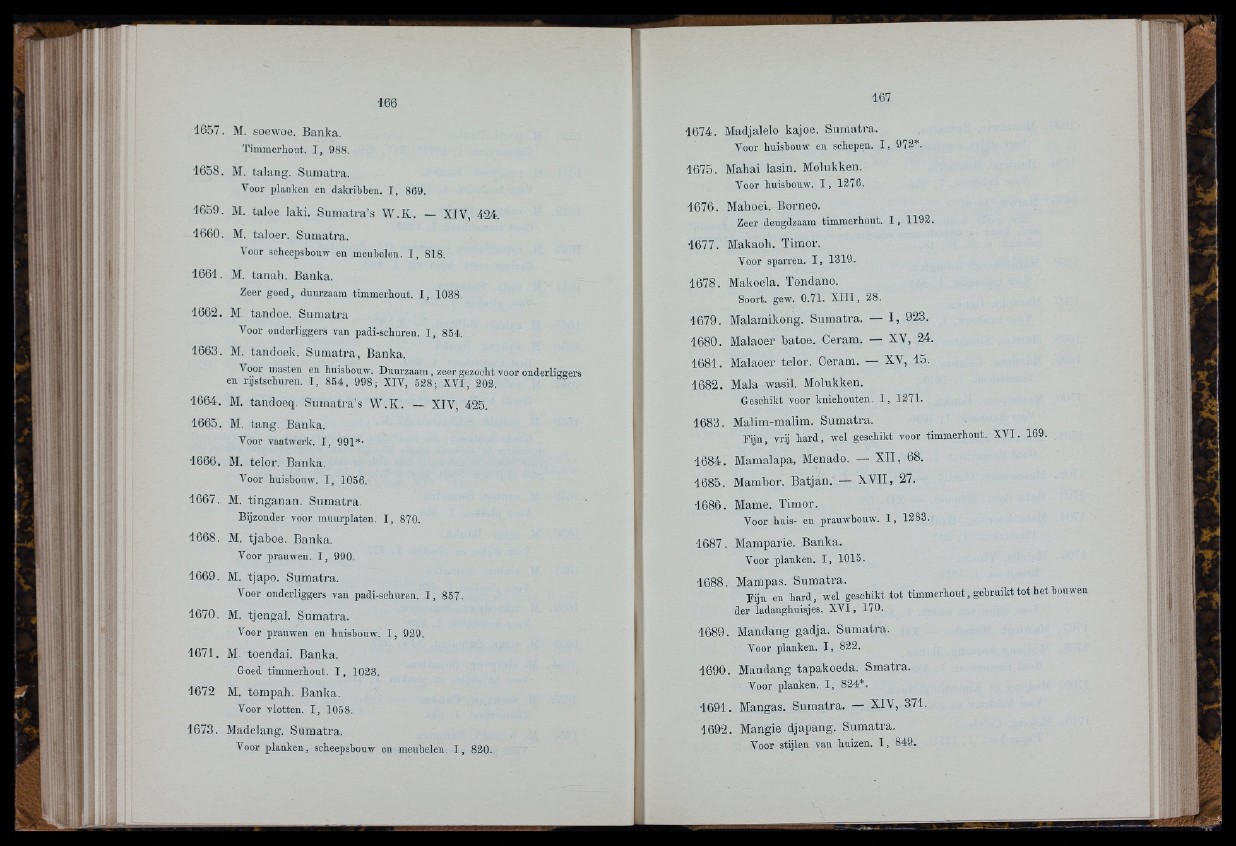 166
1657. M. soewoe. Banka.
Timmerhout. I, 988.
1658. M. talang. Sumatra.
Voor planken en dakribben. I, 869.
1659. M. taloe laki. Sumatra's W.K. — XIV, 424.
1660. M. taloer. Sumatra.
Voor scheepsbouw en meubelen. I, 818.
1661. M. tanah. Banka.
Zeer goed, duurzaam timmerhout. I, 1038.
1662. M tandoe. Sumatra
Voor onderliggers van padi-schuren. I, 854.
1663. M. tandoek. Sumatra, Banka.
Voor masten en huisbouw. Duurzaam, zeer gezocht voor onderliggers
en rijstschuren. I, 854, 998; XIV, 528; XVI, 202.
1664. M. tandoeq. Sumatra's W.K. — XIV, 425.
1665. M. tang. Banka.
Voor vaatwerk. I, 991*.
1666. M. telor. Banka.
Voor huisbouw. I, 1056.
1667. M. tinganan. Sumatra.
Bijzonder voor muurplaten. I, 870.
1668. M. tjaboe. Banka.
Voor prauwen. I, 990.
1669. M. tjapo. Sumatra.
Voor onderliggers van padi-schuren. I, 857.
1670. M. tjengal. Sumatra.
Voor prauwen en huisbouw. I, 929.
1671. M. toendai. Banka.
Goed timmerhout. I, 1023.
1672 M. tompah. Banka.
Voor vlotten. I, 1058.
1673. Madelang. Sumatra.
Voor planken, scheepsbouw en meubelen. I, 820.
167
1674. Madjalelo kajoe. Sumatra.
Voor huisbouw en schepen. I, 972*.
1675. Mahai lasin. Molukken.
Voor huisbouw. I, 1276.
1676. Mahoei. Borneo.
Zeer deugdzaam timmerhout. I, 1192.
1677. Makaoh. Timor.
Voor sparren. I, 1319.
1678. Makoela. Tondano.
Soort. gew. 0.71. XIII, 28.
1679. Malamikong. Sumatra. — I, 923.
1680. Malaoer batoe. Ceram. — XV, 24.
1681. Malaoer telor. Ceram. — XV, 15.
1682. Mala wasil. Molukken.
Geschikt voor kniehouten. I, 1271.
1683. Malim-malim. Sumatra.
Fijn, vrij hard, wel geschikt voor timmerhout. XVI. 169.
1684. Mamalapa, Menado. — XII, 68.
1685. Mambor. Batjan. — XVII, 27.
1686. Mame. Timor.
Voor huis- en prauwbouw. I, 1283.
1687. Mamparie. Banka.
Voor planken. I, 1015.
1688. Mampas. Sumatra.
Fijn en hard, wel geschikt tot timmerhout, gebruikt tot het bouwen
der ladanghuisjes. XVI, 170.
1689. Mandang gadja. Sumatra.
Voor planken. I, 822.
1690. Mandang tapakoeda. Smatra.
Voor planken. I, 824*.
1691. Mangas. Sumatra. — XIV, 371.
1692. Mangie djapang. Sumatra.
Voor stijlen van huizen. I, 849.